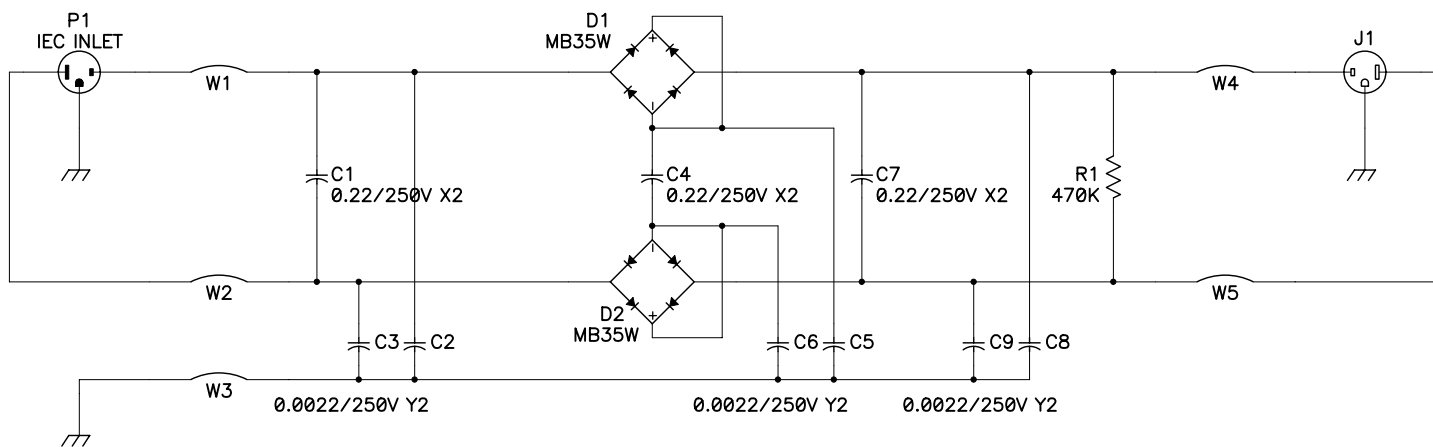 P1
IEC INLET
D1
MB35W
J1
W1
W4
C1
0.22/250V X2
C4
0.22/250V X2
C7
0.22/250V X2
R1
470K
W2
D2
MB35W
W5
C3
C2
C6
C5
C9
C8
W3
0.0022/250V Y2
0.0022/250V Y2
0.0022/250V Y2